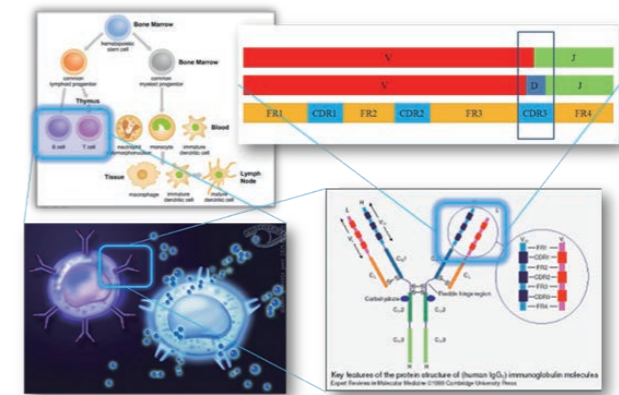 Bone Marrow
hematopoietic
stem cell
common
lymphoid progenitor
Bone Marrow
common
myeloid progenitor
Thymus
B cell
T cell
neutrophil
monocyte
immature
dendritic cell
Blood
Tissue
macrophage
immature
dendritic cell
mature
dendritic cell
Lymph
Node
V
J
V
D
J
FR1
CDR1
FR2
CDR2
FR3
CDR3
FR4
L
H
Carbohydrate
Flexible hinge region
FR1
CDR1
FR2
CDR2
FR3
CDR3
FR4
Key features of the protein structure of (human IgG₁) immunoglobulin molecules
Expert Reviews in Molecular Medicine ©1999 Cambridge University Press